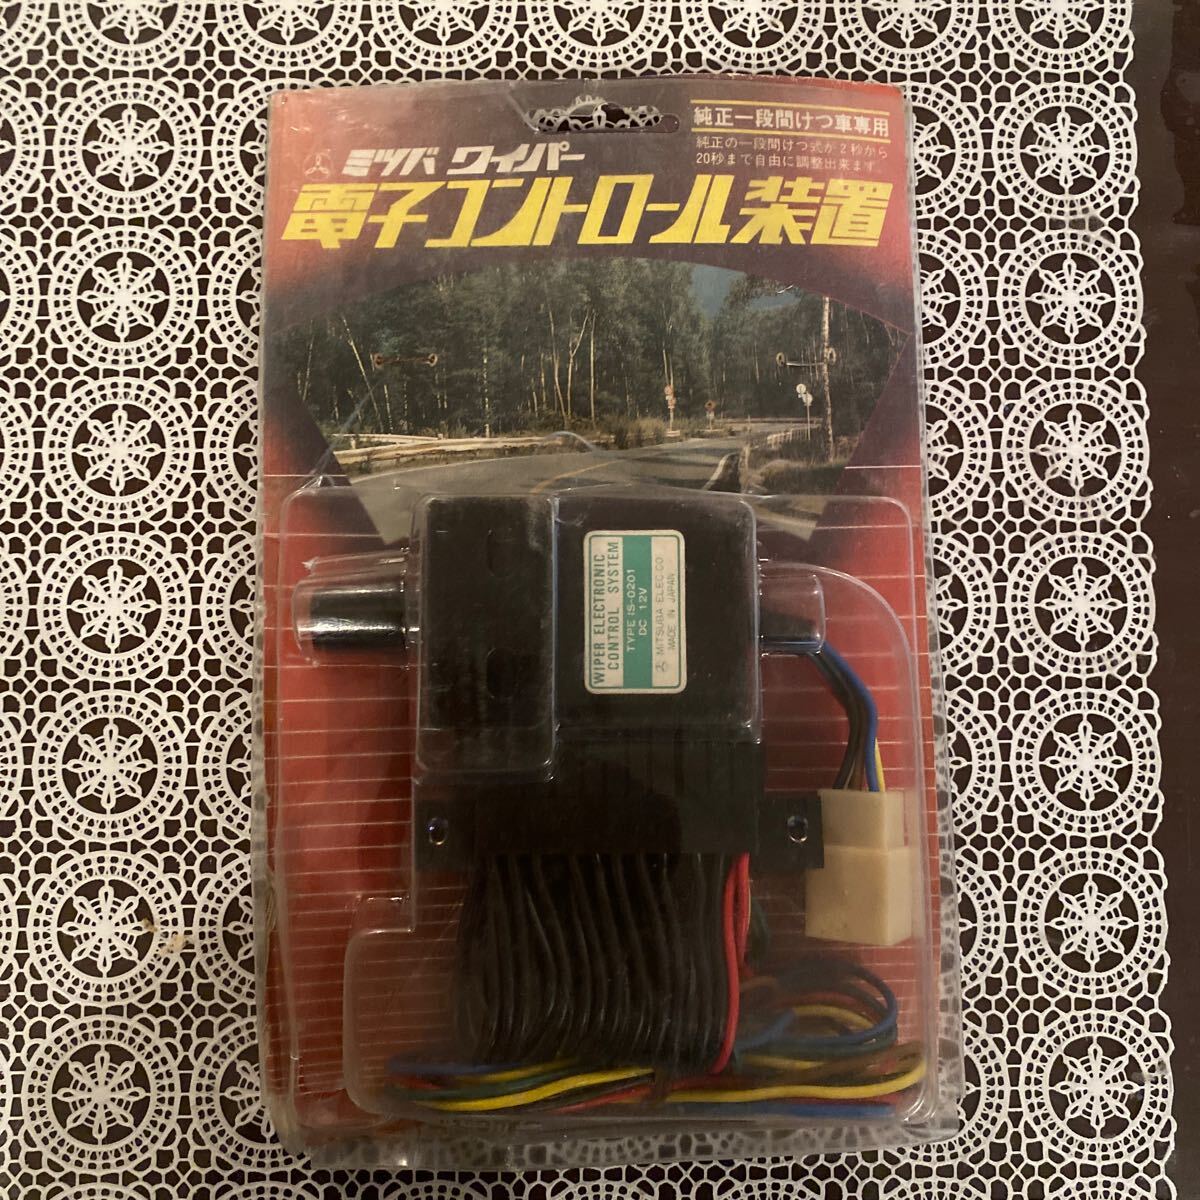 純正一段間けつ車専用
純正の一段間けつ式が2秒から
20秒まで自由に調整出来ます
ミツバ ワイパー
電子コントロール装置
WIPER ELECTRONIC
CONTROL SYSTEM
TYPE:IS-0201
DC 12V
MITSUBA ELEC.CO
MADE IN JAPAN